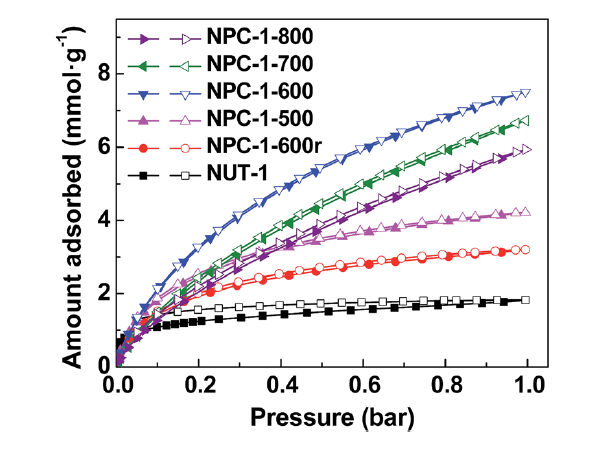 NPC-1-800
NPC-1-700
NPC-1-600
NPC-1-500
NPC-1-600r
NUT-1
Amount adsorbed (mmol·g⁻¹)
8
6
4
2
0
0.0 0.2 0.4 0.6 0.8 1.0
Pressure (bar)